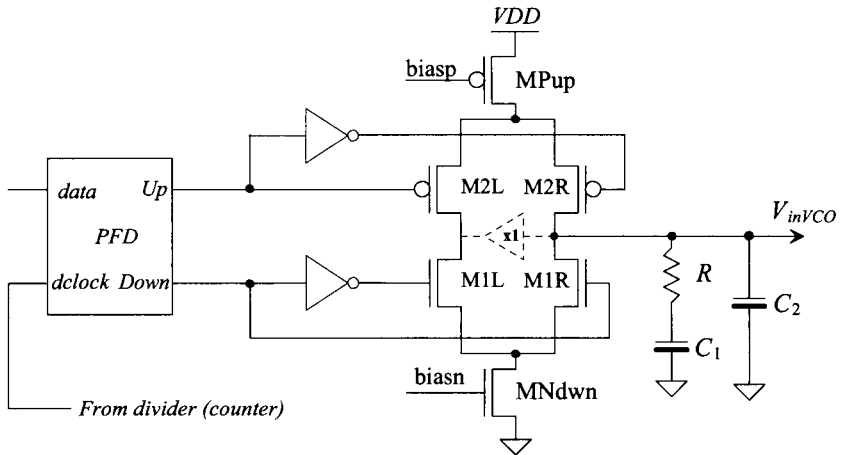 VDD
biasp
MPup
data
Up
M2L
M2R
V_inVCO
PFD
x1
dclock
Down
M1L
M1R
R
C_2
C_1
biasn
MNdwn
From divider (counter)